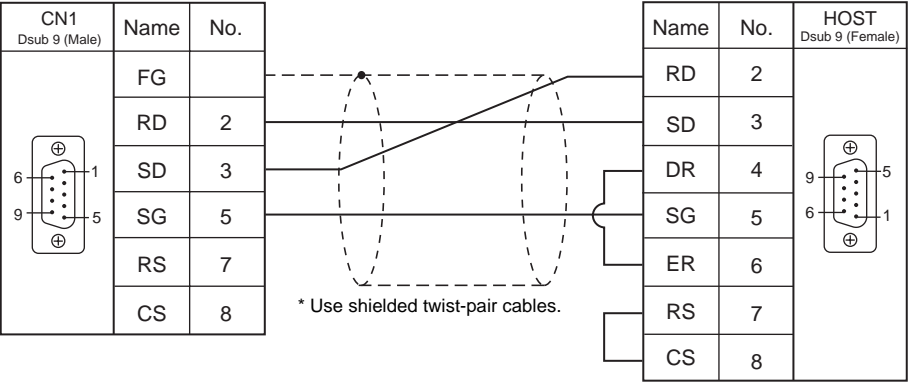 CN1
Dsub 9 (Male)
Name No.
FG
RD 2
SD 3
SG 5
RS 7
CS 8
6 1
9 5
* Use shielded twist-pair cables.
Name No.
HOST
Dsub 9 (Female)
RD 2
SD 3
DR 4
SG 5
ER 6
RS 7
CS 8
9 5
6 1